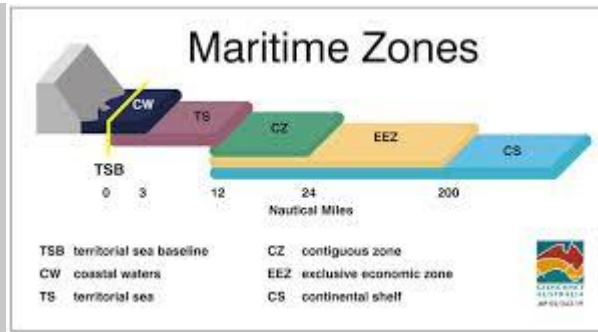 Maritime Zones
CW
TS
CZ
EEZ
CS
TSB
0 3 12 24 200
Nautical Miles
TSB territorial sea baseline
CW coastal waters
TS territorial sea
CZ contiguous zone
EEZ exclusive economic zone
CS continental shelf
AUSTRALIA